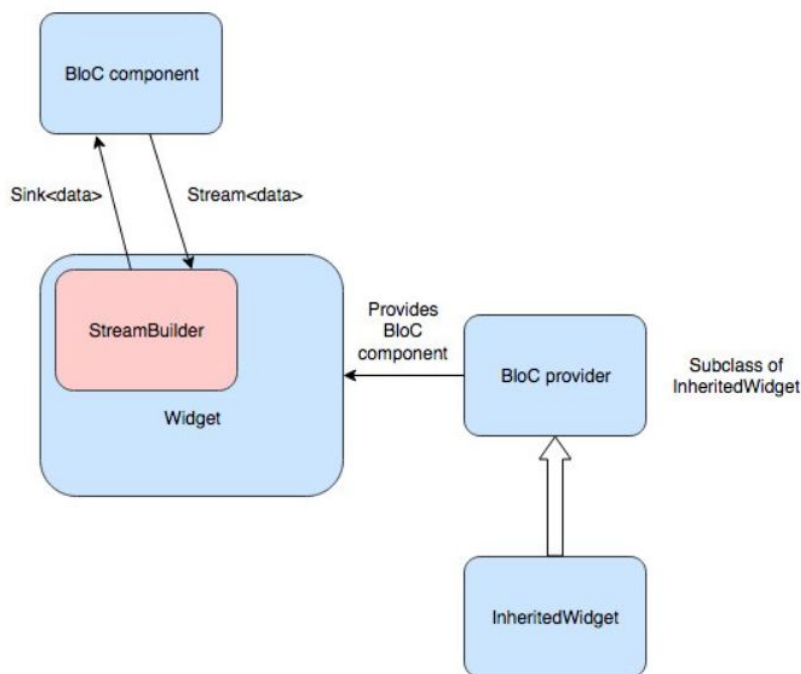 BloC component
Sink<data>
Stream<data>
StreamBuilder
Widget
Provides
BloC
component
BloC provider
Subclass of
InheritedWidget
InheritedWidget